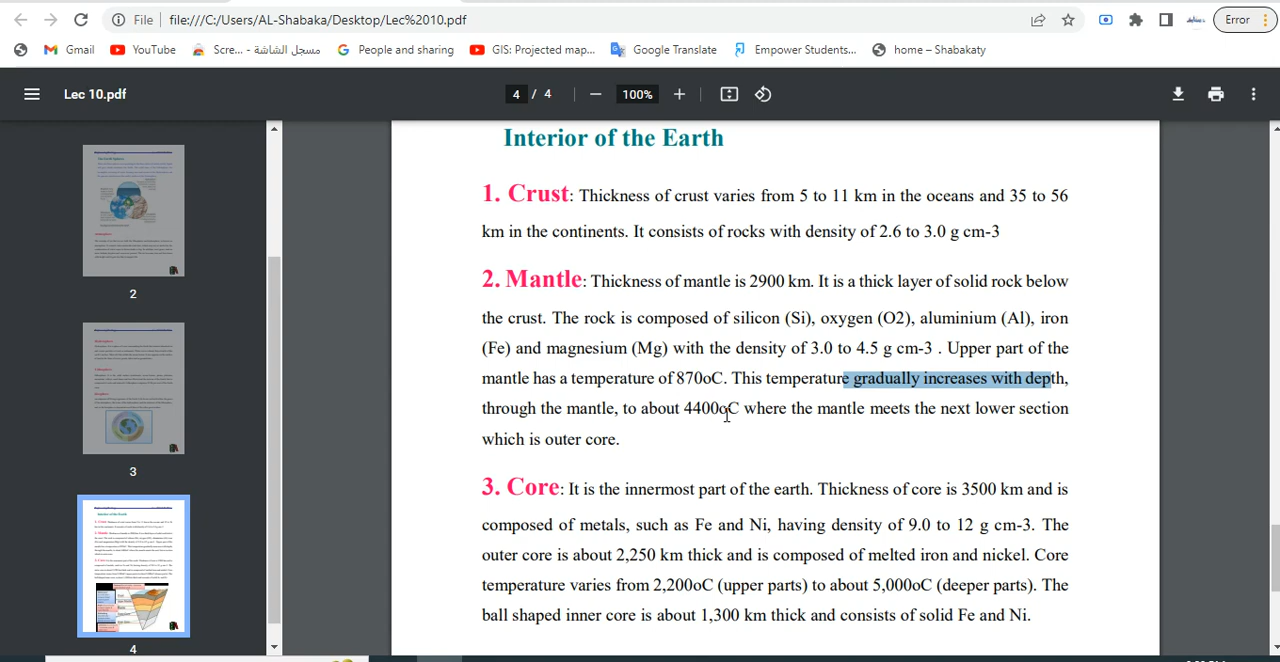 File file:///C:/Users/AL-Shabaka/Desktop/Lec%2010.pdf Error
Gmail YouTube Scre... - مسجل الشاشة People and sharing GIS: Projected map... Google Translate Empower Students... home – Shabakaty
Lec 10.pdf 4 / 4 100%
Interior of the Earth
1. Crust: Thickness of crust varies from 5 to 11 km in the oceans and 35 to 56
km in the continents. It consists of rocks with density of 2.6 to 3.0 g cm-3
2. Mantle: Thickness of mantle is 2900 km. It is a thick layer of solid rock below
the crust. The rock is composed of silicon (Si), oxygen (O2), aluminium (Al), iron
(Fe) and magnesium (Mg) with the density of 3.0 to 4.5 g cm-3 . Upper part of the
mantle has a temperature of 870oC. This temperature gradually increases with depth,
through the mantle, to about 4400oC where the mantle meets the next lower section
which is outer core.
3. Core: It is the innermost part of the earth. Thickness of core is 3500 km and is
composed of metals, such as Fe and Ni, having density of 9.0 to 12 g cm-3. The
outer core is about 2,250 km thick and is composed of melted iron and nickel. Core
temperature varies from 2,200oC (upper parts) to about 5,000oC (deeper parts). The
ball shaped inner core is about 1,300 km thick and consists of solid Fe and Ni.
2
3
4